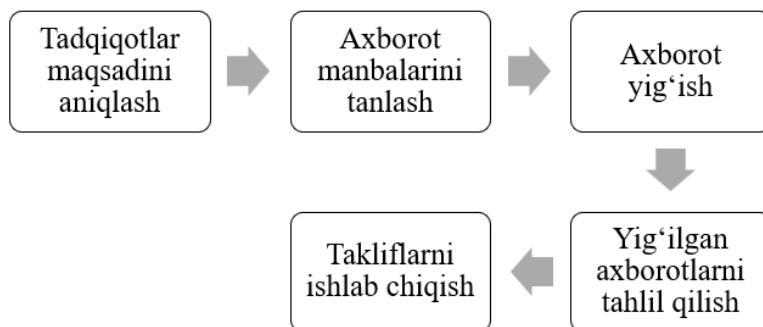 Tadqiqotlar
maqsadini
aniqlash
Axborot
manbalarini
tanlash
Axborot
yig‘ish
Yig‘ilgan
axborotlarni
tahlil qilish
Takliflarni
ishlab chiqish